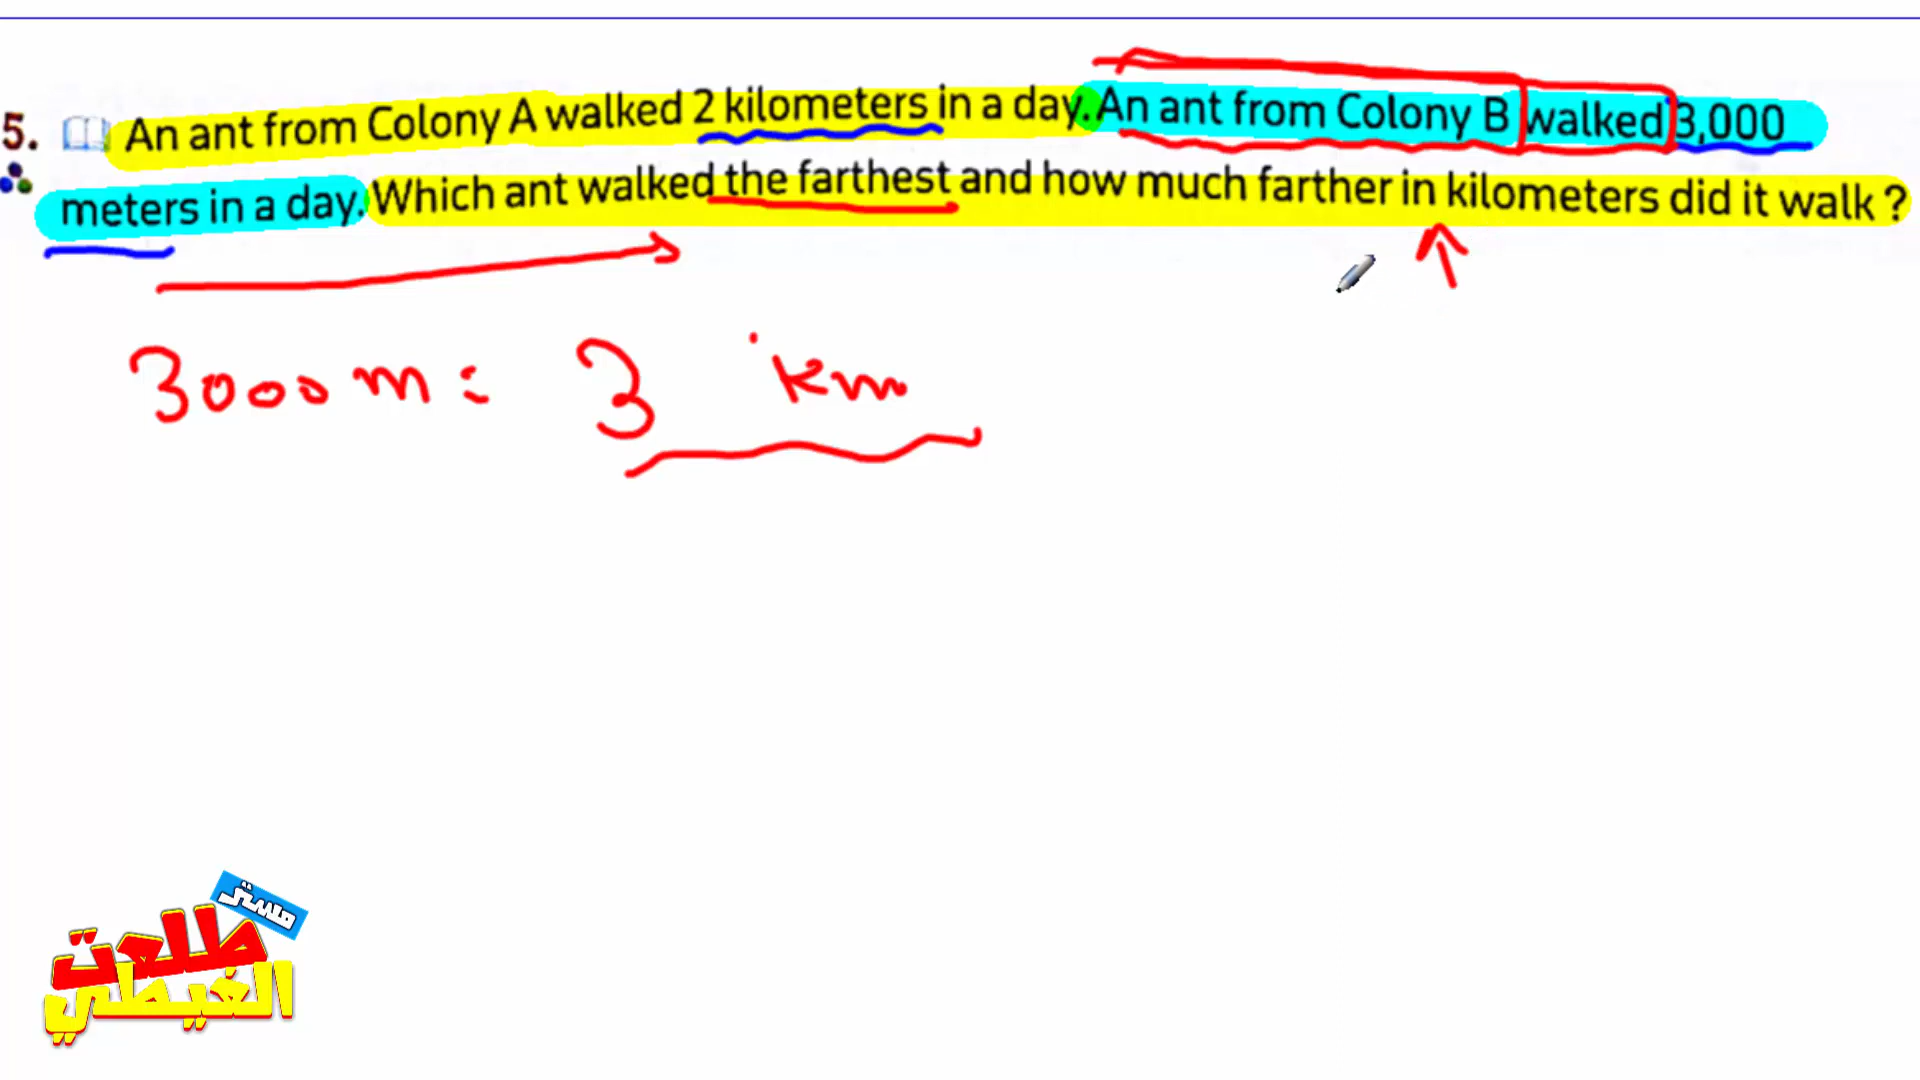 5. An ant from Colony A walked 2 kilometers in a day. An ant from Colony B walked 3,000
meters in a day. Which ant walked the farthest and how much farther in kilometers did it walk ?
3000 m = 3 km
مستر
طلعت
الغيطي